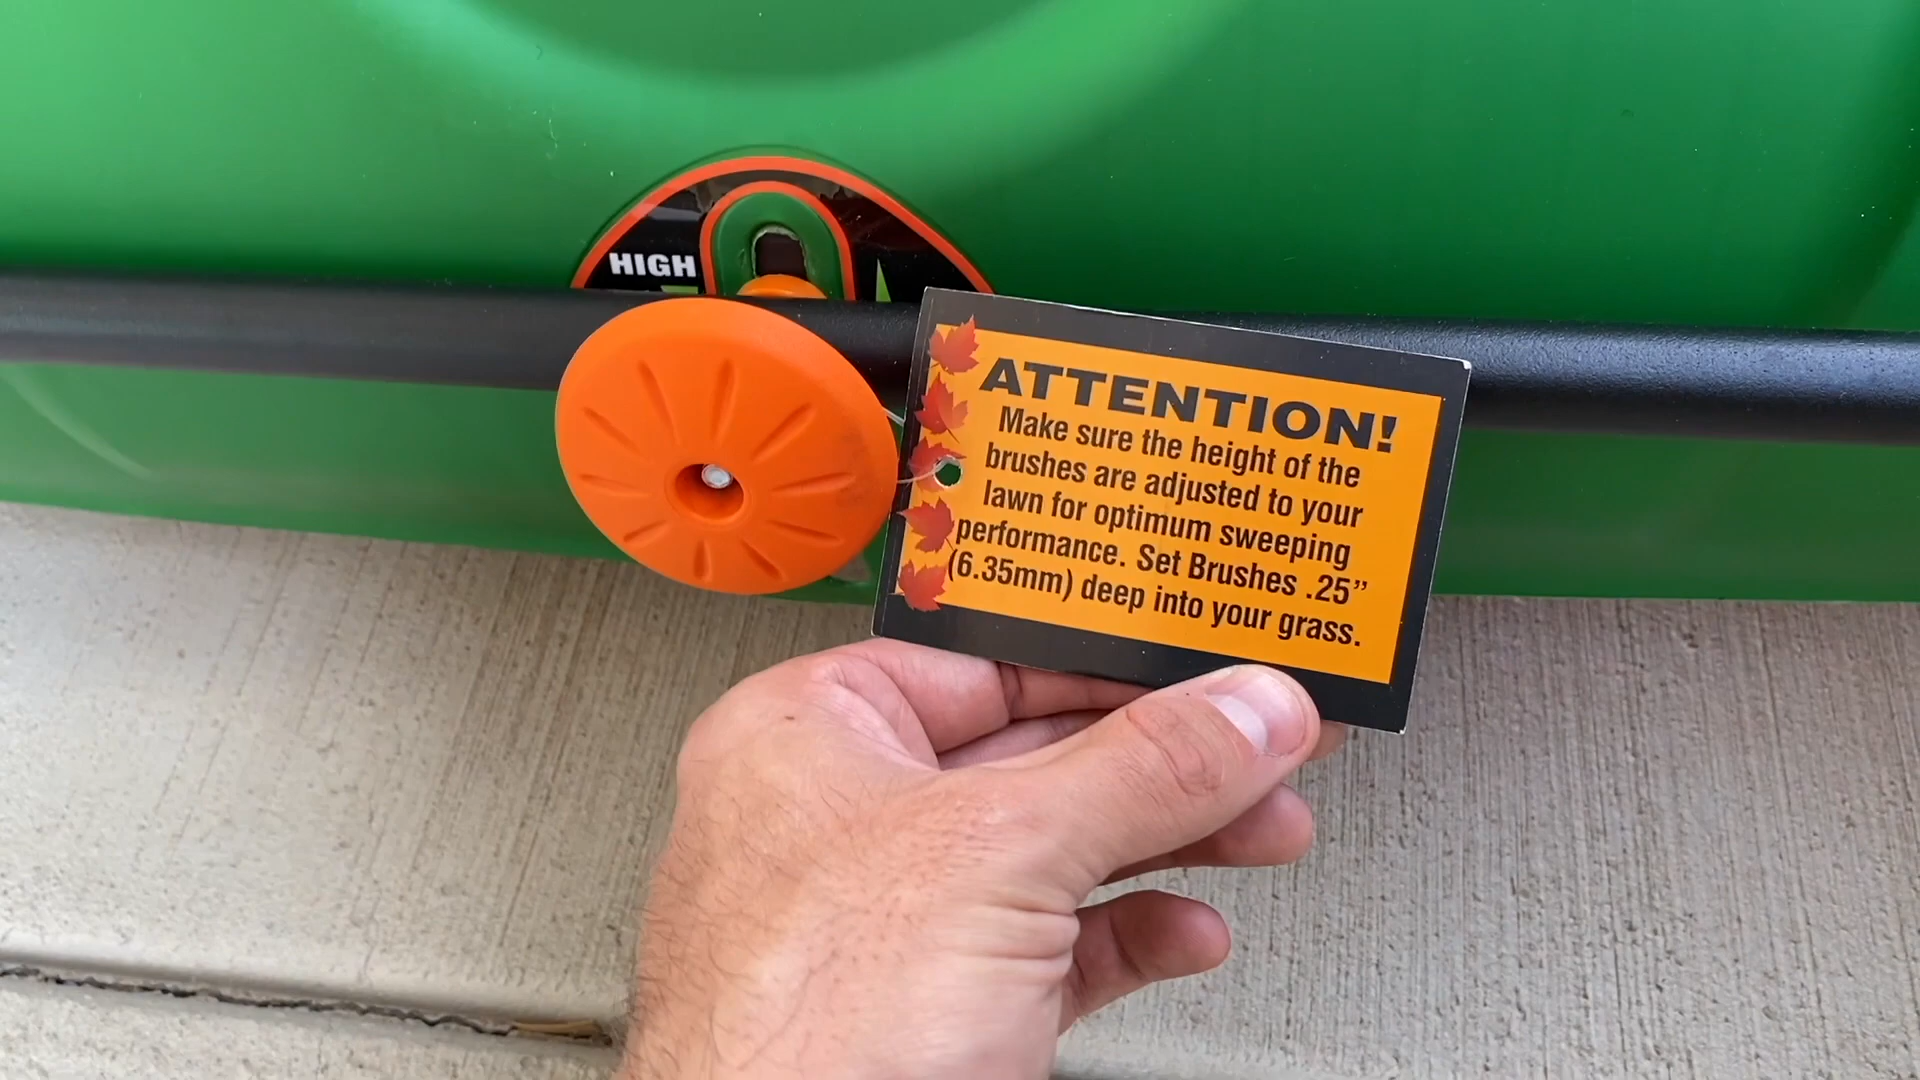 HIGH
ATTENTION!
Make sure the height of the
brushes are adjusted to your
lawn for optimum sweeping
performance. Set Brushes .25”
(6.35mm) deep into your grass.